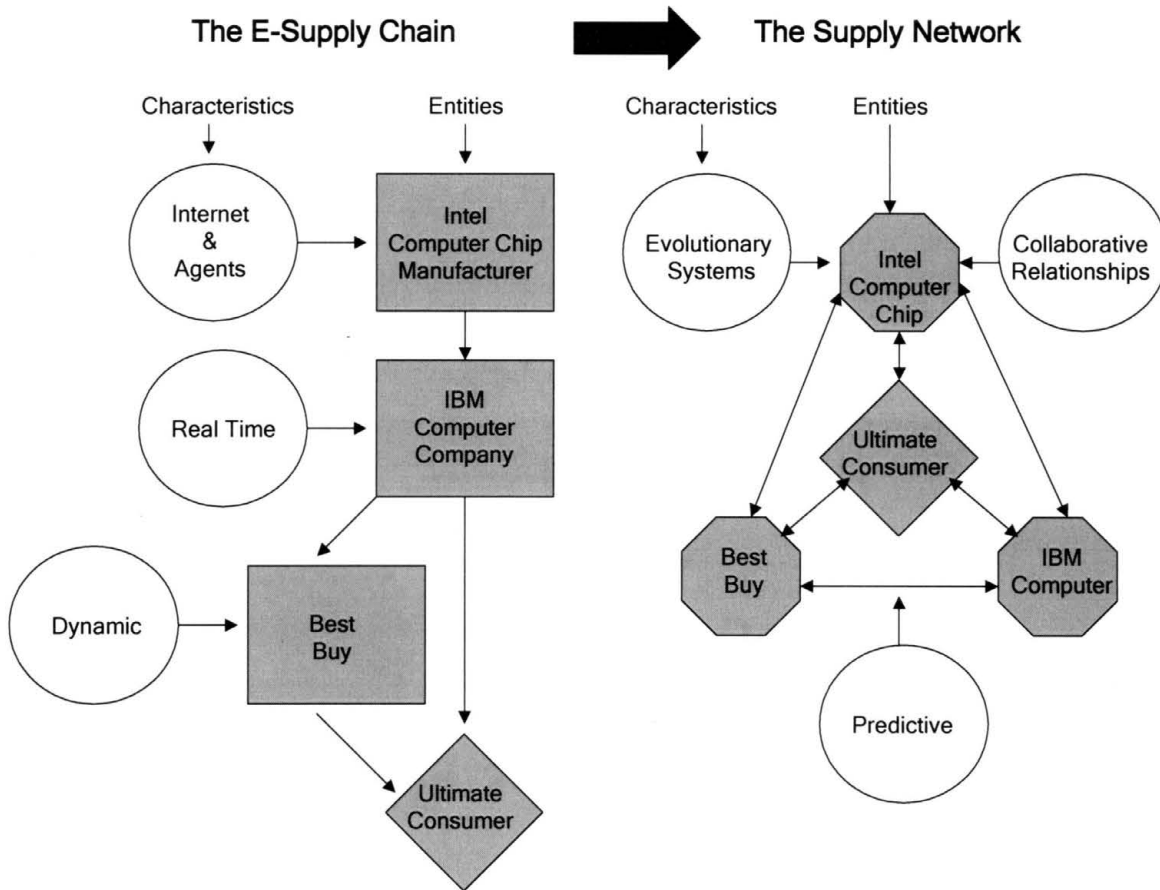 The E-Supply Chain
The Supply Network
Characteristics
Entities
Internet
&
Agents
Intel
Computer Chip
Manufacturer
Real Time
IBM
Computer
Company
Dynamic
Best
Buy
Ultimate
Consumer
Characteristics
Entities
Evolutionary
Systems
Intel
Computer
Chip
Collaborative
Relationships
Ultimate
Consumer
Best
Buy
IBM
Computer
Predictive